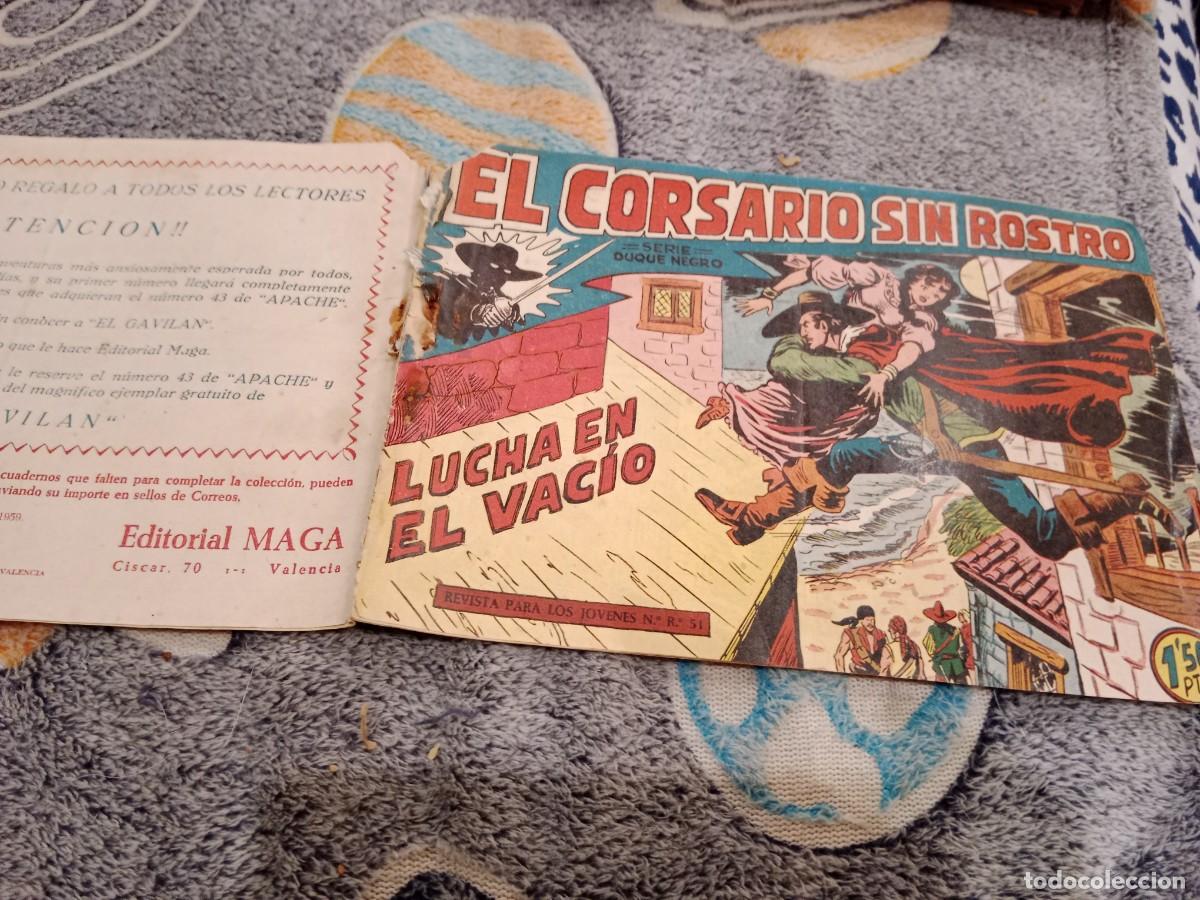 O REGALO A TODOS LOS LECTORES
TENCION!!
aventuras más ansiosamente esperada por todos,
ías, y su primer número llegará completamente
es que adquieran el número 43 de "APACHE".
in conocer a "EL GAVILAN".
o que le hace Editorial Maga.
le reserve el número 43 de "APACHE" y
del magnífico ejemplar gratuito de
AVILAN"
cuadernos que falten para completar la colección, pueden
viando su importe en sellos de Correos.
1959.
Editorial MAGA
VALENCIA
Ciscar, 70 :-: Valencia
EL CORSARIO SIN ROSTRO
SERIE
DUQUE NEGRO
LUCHA EN
EL VACÍO
REVISTA PARA LOS JOVENES N.º R.º 51
1'50
PT
todocoleccion